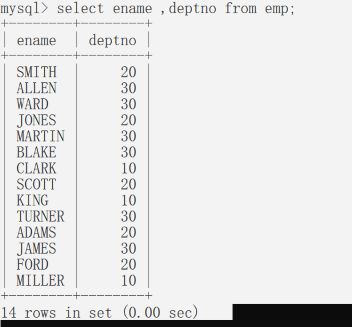 mysql> select ename ,deptno from emp;
+--------+--------+
| ename  | deptno |
+--------+--------+
| SMITH  |     20 |
| ALLEN  |     30 |
| WARD   |     30 |
| JONES  |     20 |
| MARTIN |     30 |
| BLAKE  |     30 |
| CLARK  |     10 |
| SCOTT  |     20 |
| KING   |     10 |
| TURNER |     30 |
| ADAMS  |     20 |
| JAMES  |     30 |
| FORD   |     20 |
| MILLER |     10 |
+--------+--------+
14 rows in set (0.00 sec)